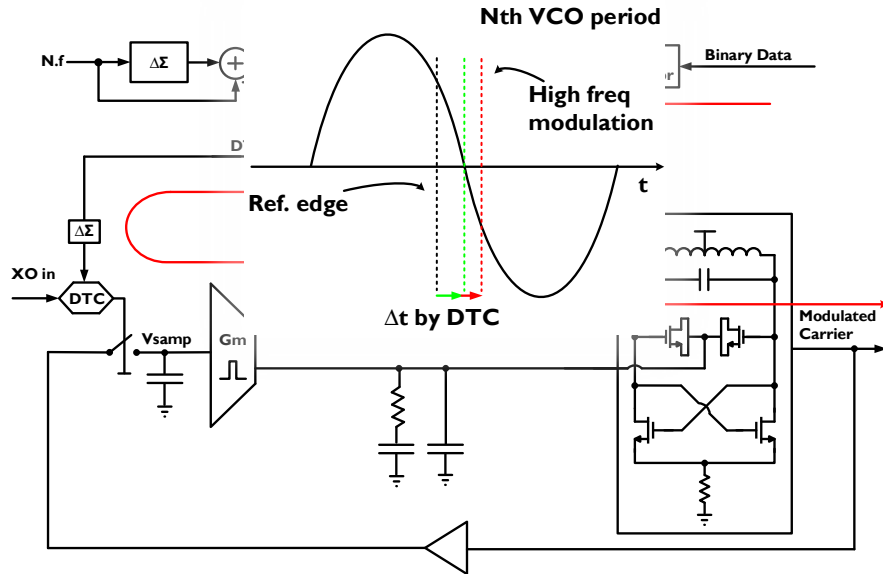 Nth VCO period
N.f
ΔΣ
+
Binary Data
High freq
modulation
t
Ref. edge
ΔΣ
XO in
DTC
Δt by DTC
Modulated
Carrier
Vsamp
Gm